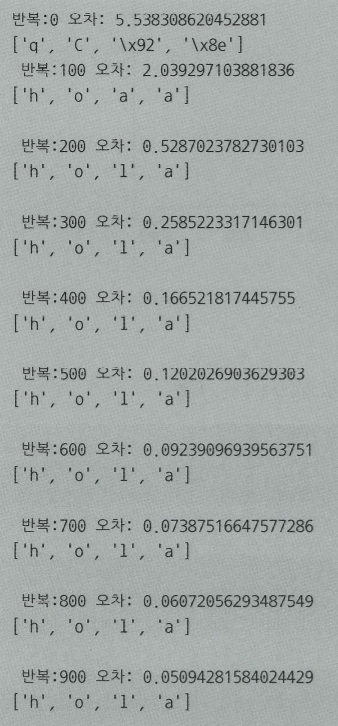 반복:0 오차: 5.538308620452881
['q', 'C', '\x92', '\x8e']
반복:100 오차: 2.039297103881836
['h', 'o', 'a', 'a']
반복:200 오차: 0.5287023782730103
['h', 'o', 'l', 'a']
반복:300 오차: 0.2585223317146301
['h', 'o', 'l', 'a']
반복:400 오차: 0.166521817445755
['h', 'o', 'l', 'a']
반복:500 오차: 0.1202026903629303
['h', 'o', 'l', 'a']
반복:600 오차: 0.09239096939563751
['h', 'o', 'l', 'a']
반복:700 오차: 0.07387516647577286
['h', 'o', 'l', 'a']
반복:800 오차: 0.06072056293487549
['h', 'o', 'l', 'a']
반복:900 오차: 0.05094281584024429
['h', 'o', 'l', 'a']